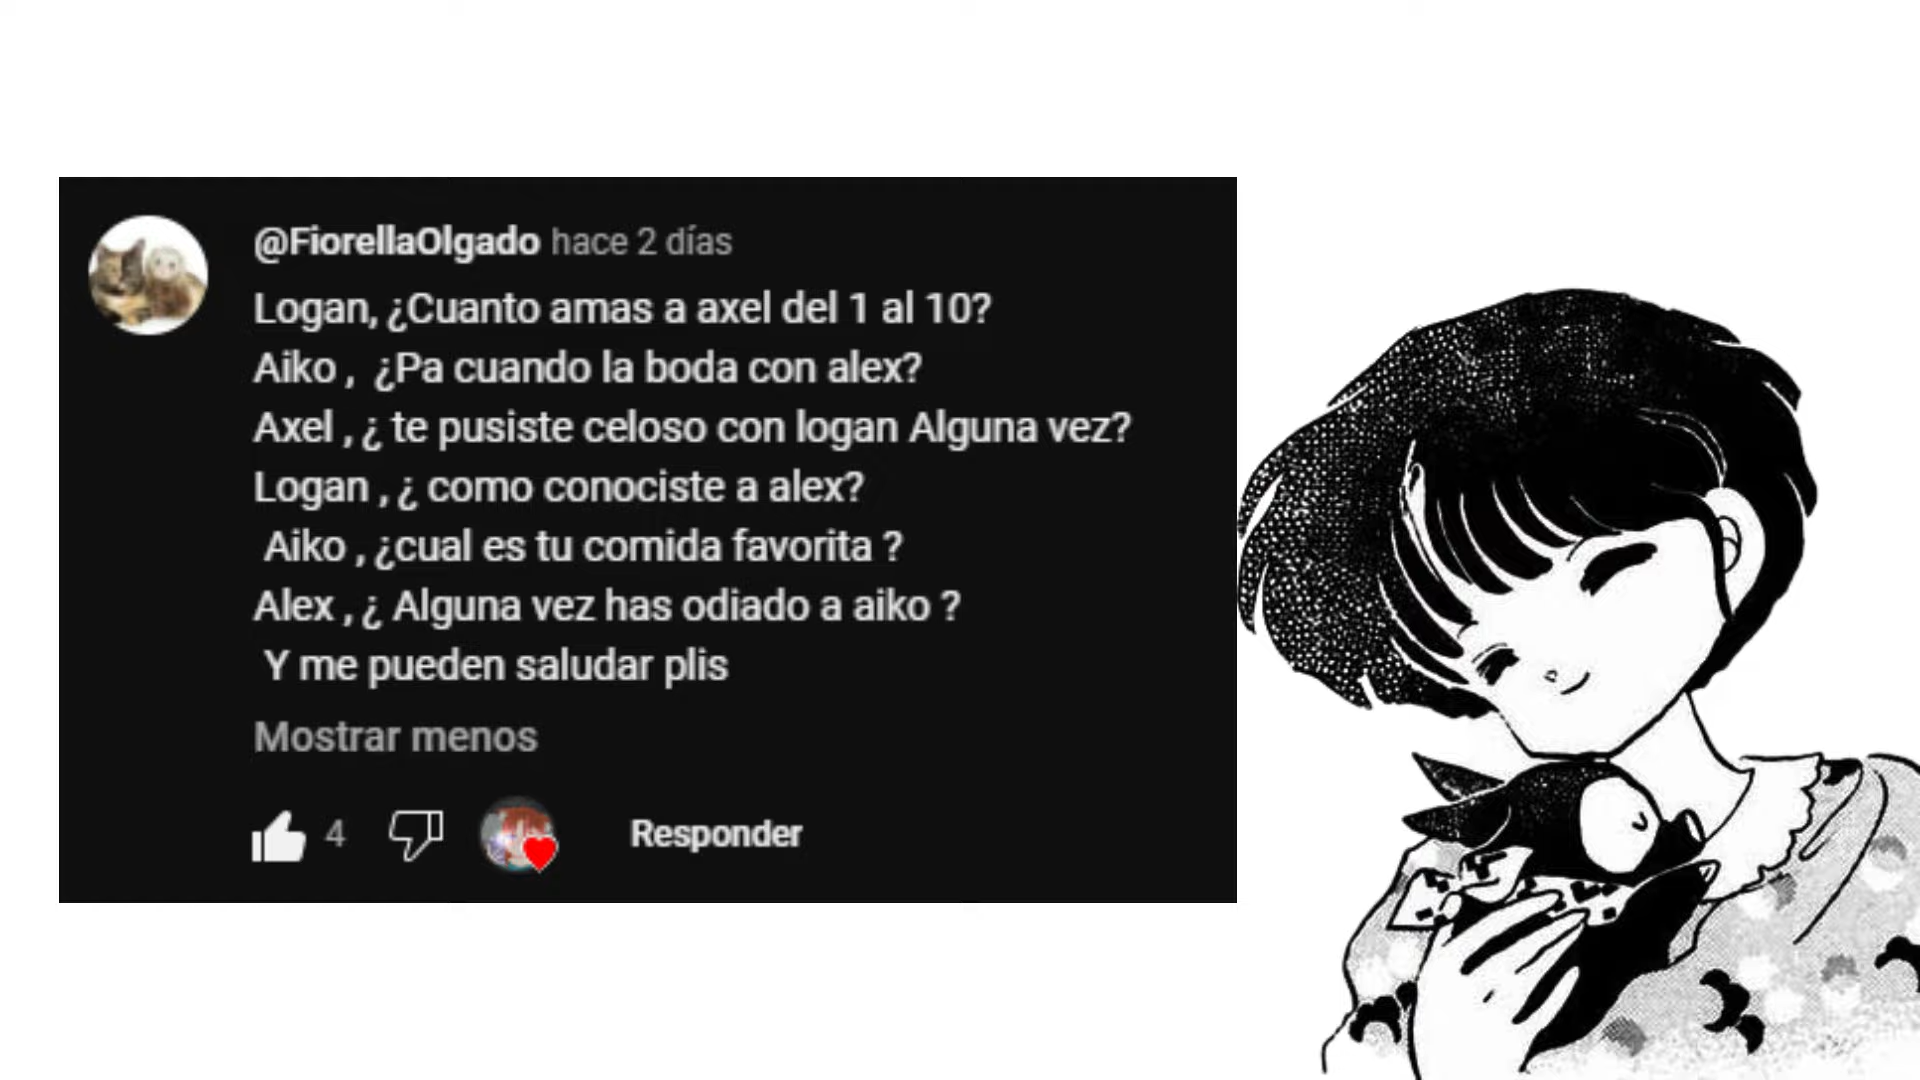 @FiorellaOlgado hace 2 días
Logan, ¿Cuanto amas a axel del 1 al 10?
Aiko , ¿Pa cuando la boda con alex?
Axel , ¿ te pusiste celoso con logan Alguna vez?
Logan , ¿ como conociste a alex?
Aiko , ¿cual es tu comida favorita ?
Alex , ¿ Alguna vez has odiado a aiko ?
Y me pueden saludar plis
Mostrar menos
4 Responder